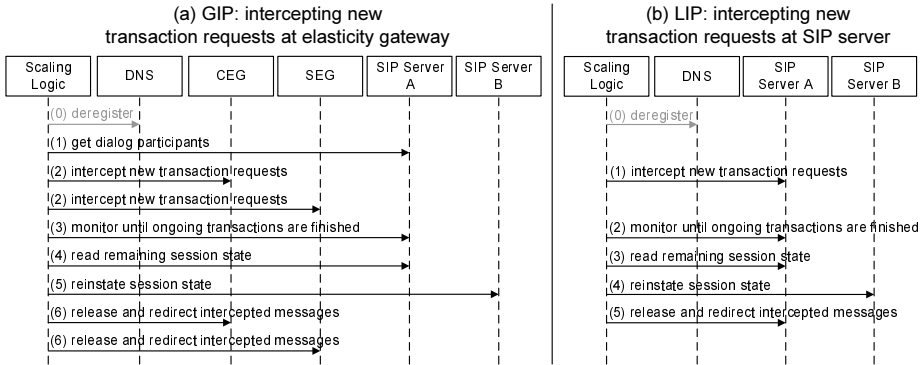 (a) GIP: intercepting new
transaction requests at elasticity gateway
Scaling
Logic
DNS
CEG
SEG
SIP Server
A
SIP Server
B
(0) deregister
(1) get dialog participants
(2) intercept new transaction requests
(2) intercept new transaction requests
(3) monitor until ongoing transactions are finished
(4) read remaining session state
(5) reinstate session state
(6) release and redirect intercepted messages
(6) release and redirect intercepted messages
(b) LIP: intercepting new
transaction requests at SIP server
Scaling
Logic
DNS
SIP
Server A
SIP
Server B
(0) deregister
(1) intercept new transaction requests
(2) monitor until ongoing transactions are finished
(3) read remaining session state
(4) reinstate session state
(5) release and redirect intercepted messages